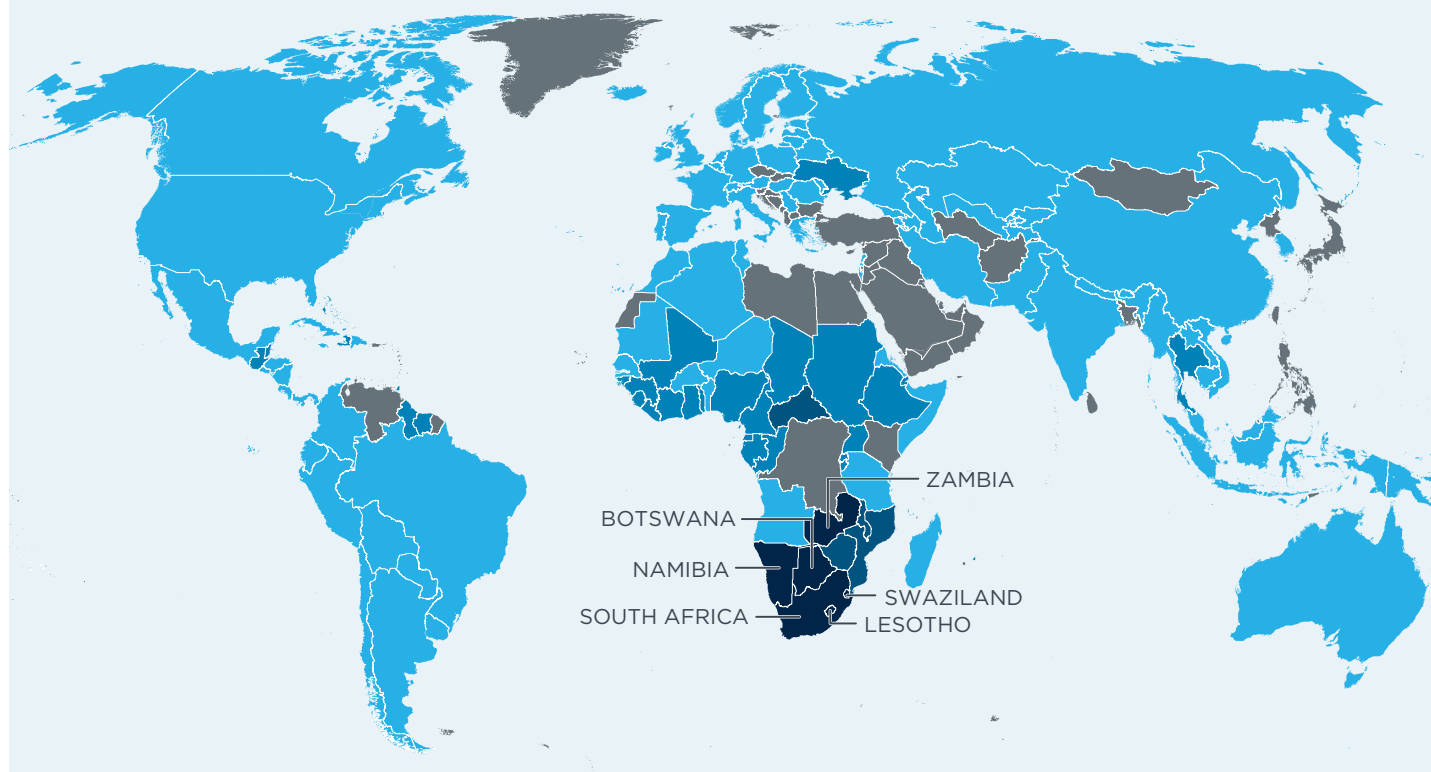 ZAMBIA
BOTSWANA
NAMIBIA
SWAZILAND
SOUTH AFRICA
LESOTHO